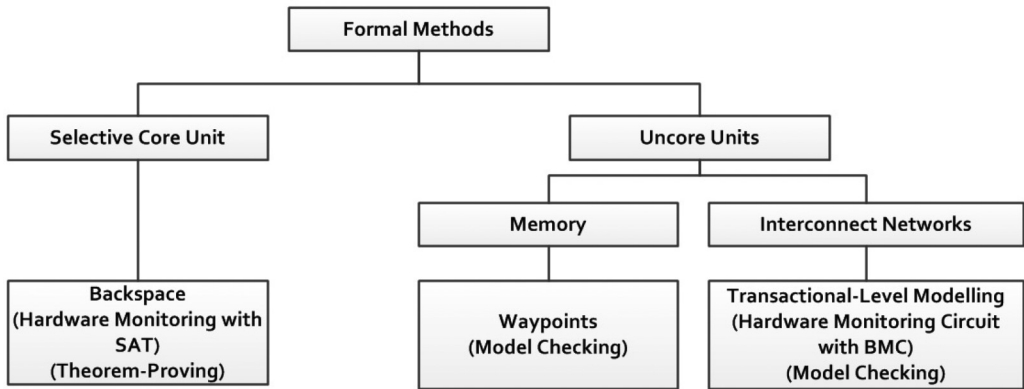 Formal Methods
Selective Core Unit
Uncore Units
Memory
Interconnect Networks
Backspace
(Hardware Monitoring with
SAT)
(Theorem-Proving)
Waypoints
(Model Checking)
Transactional-Level Modelling
(Hardware Monitoring Circuit
with BMC)
(Model Checking)